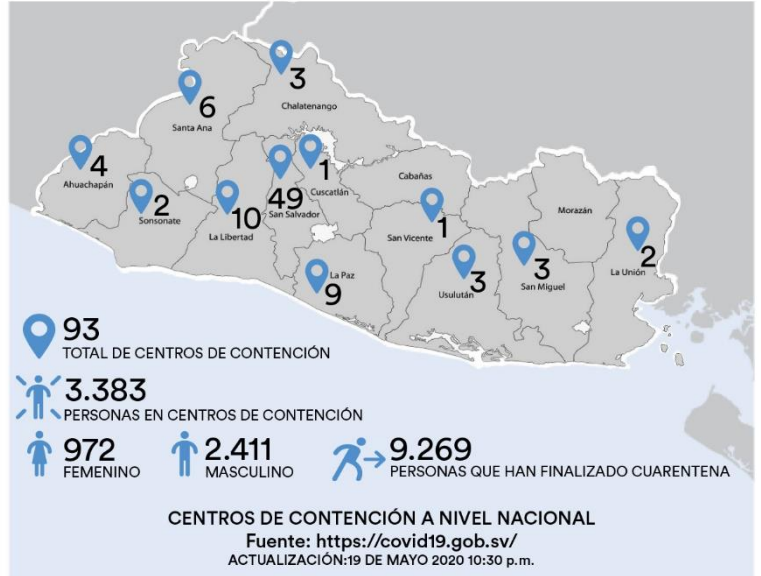 3
Chalatenango
6
Santa Ana
4
Ahuachapán
2
Sonsonate
10
La Libertad
49
San Salvador
1
Cuscatlán
Cabañas
1
San Vicente
La Paz
9
3
Usulután
3
San Miguel
Morazán
2
La Unión
93
TOTAL DE CENTROS DE CONTENCIÓN
3.383
PERSONAS EN CENTROS DE CONTENCIÓN
972
FEMENINO
2.411
MASCULINO
9.269
PERSONAS QUE HAN FINALIZADO CUARENTENA
CENTROS DE CONTENCIÓN A NIVEL NACIONAL
Fuente: https://covid19.gob.sv/
ACTUALIZACIÓN:19 DE MAYO 2020 10:30 p.m.